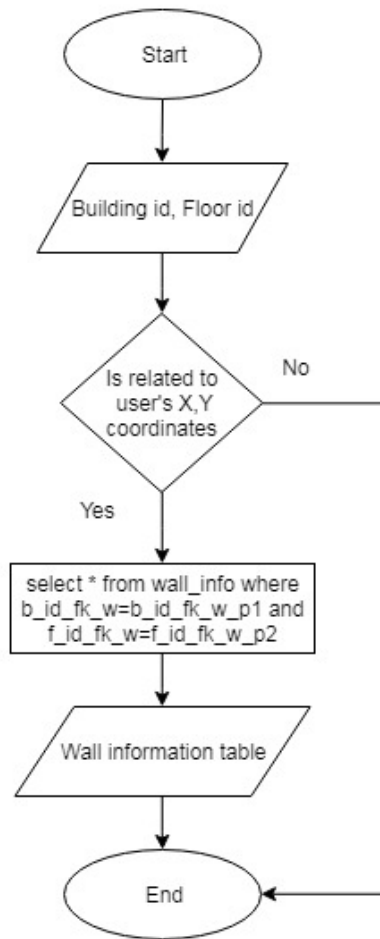 Start
Building id, Floor id
Is related to
user's X,Y
coordinates
No
Yes
select * from wall_info where
b_id_fk_w=b_id_fk_w_p1 and
f_id_fk_w=f_id_fk_w_p2
Wall information table
End